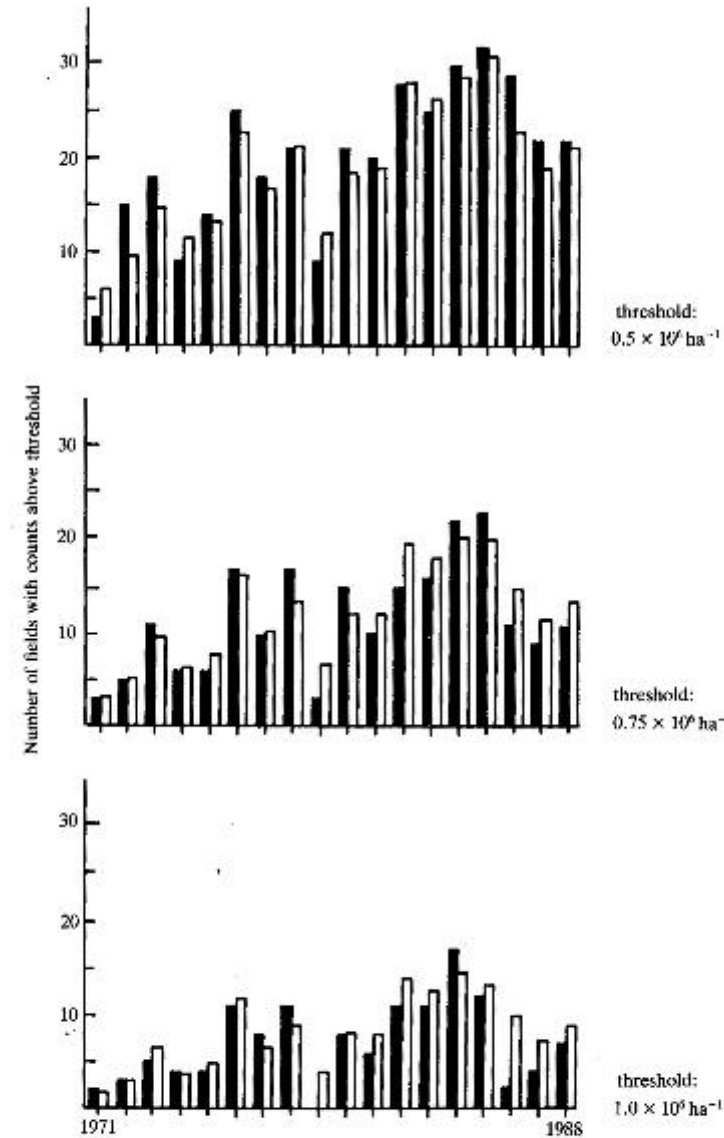 30
20
10
threshold:
0.5 × 10⁶ ha⁻¹
Number of fields with counts above threshold
30
20
10
threshold:
0.75 × 10⁶ ha⁻
30
20
10
threshold:
1.0 × 10⁶ ha⁻¹
1971
1988